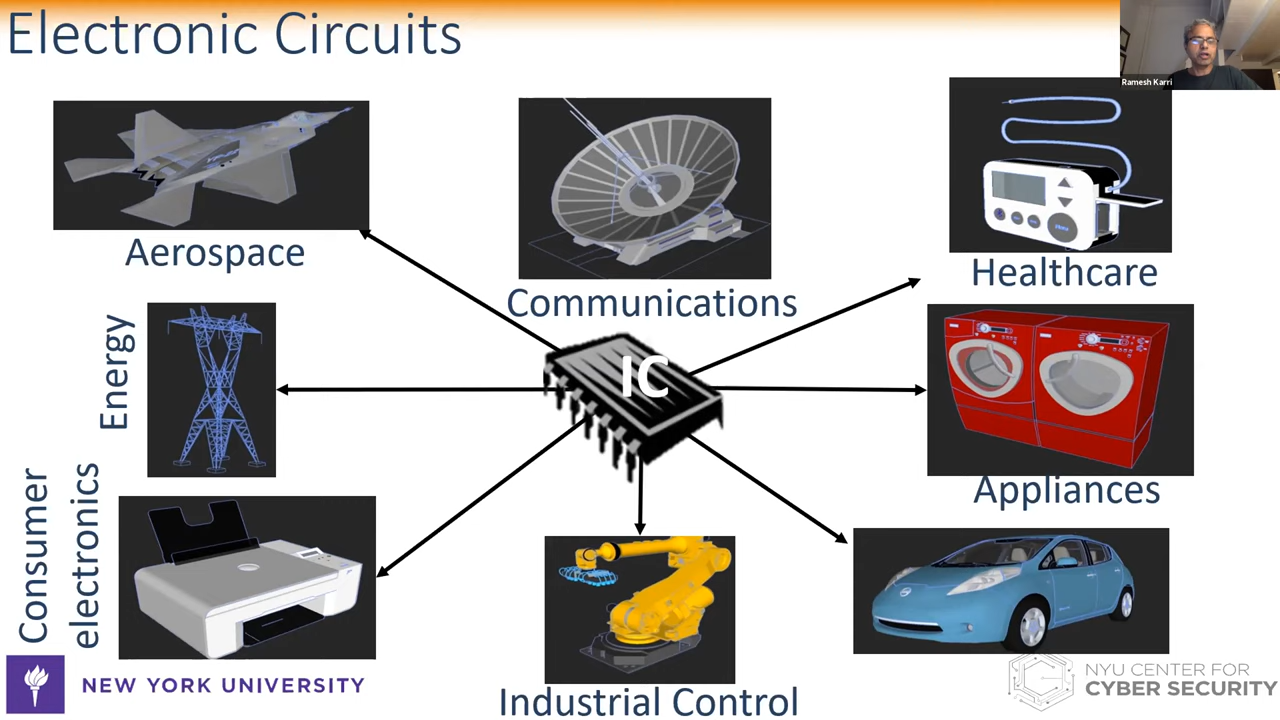 Electronic Circuits
Ramesh Karri
Aerospace
Communications
Healthcare
Energy
IC
Appliances
Consumer
electronics
Industrial Control
NEW YORK UNIVERSITY
NYU CENTER FOR
CYBER SECURITY